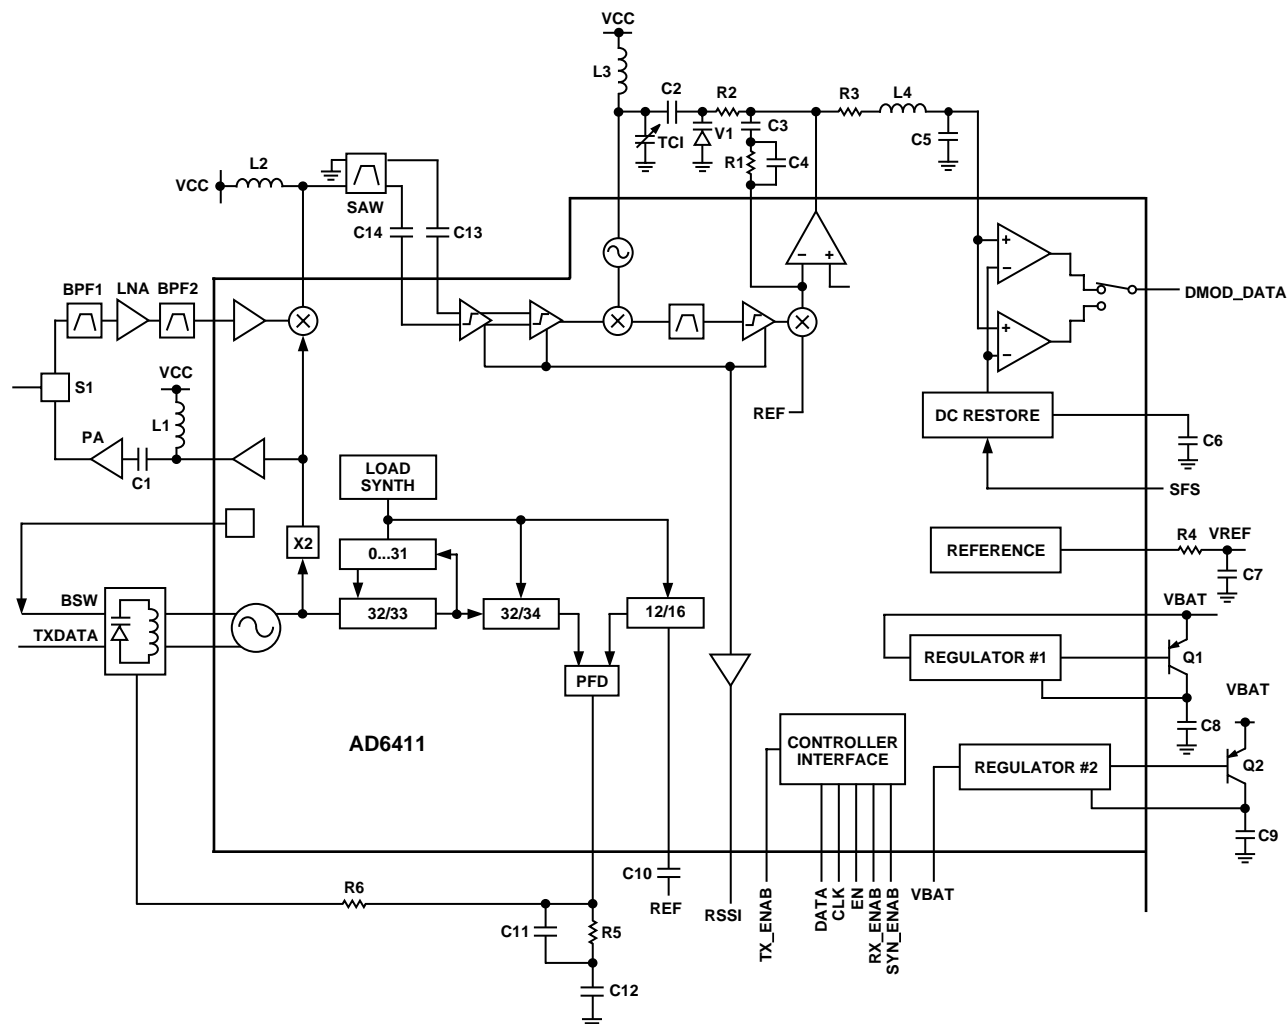 VCC
L3
C2
R2
R3
L4
TCI
V1
C3
C5
R1
C4
L2
VCC
SAW
C14
C13
BPF1
LNA
BPF2
DMOD_DATA
S1
VCC
L1
PA
C1
REF
DC RESTORE
C6
SFS
LOAD
SYNTH
X2
0...31
REFERENCE
R4
VREF
C7
BSW
TXDATA
32/33
32/34
12/16
VBAT
REGULATOR #1
Q1
PFD
VBAT
C8
AD6411
CONTROLLER
INTERFACE
REGULATOR #2
Q2
C9
C10
REF
RSSI
TX_ENAB
DATA
CLK
EN
RX_ENAB
SYN_ENAB
VBAT
R6
C11
R5
C12